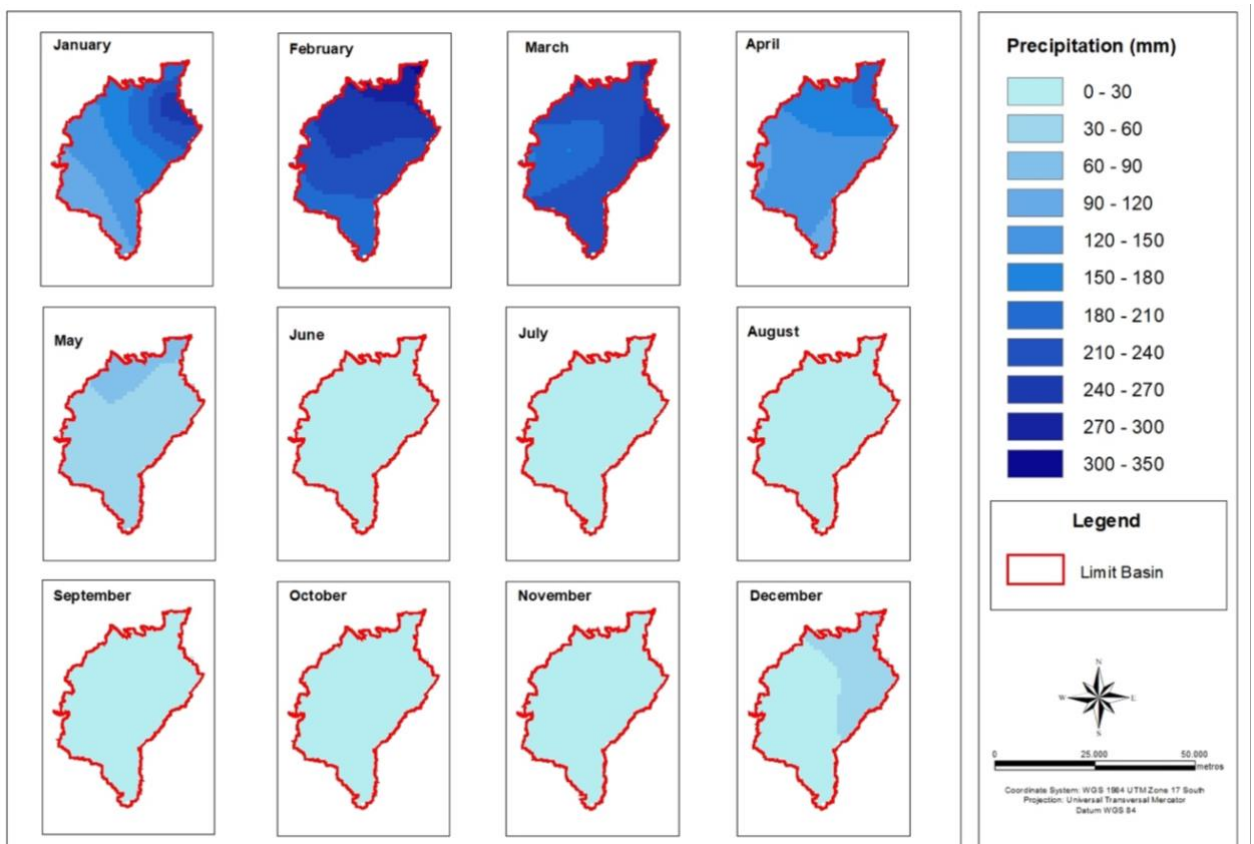 January
February
March
April
May
June
July
August
September
October
November
December
Precipitation (mm)
0 - 30
30 - 60
60 - 90
90 - 120
120 - 150
150 - 180
180 - 210
210 - 240
240 - 270
270 - 300
300 - 350
Legend
Limit Basin
N
W E
S
0 25.000 50.000
metros
Coordinate System: WGS 1984 UTM Zone 17 South
Projection: Universal Transversal Mercator
Datum WGS 84